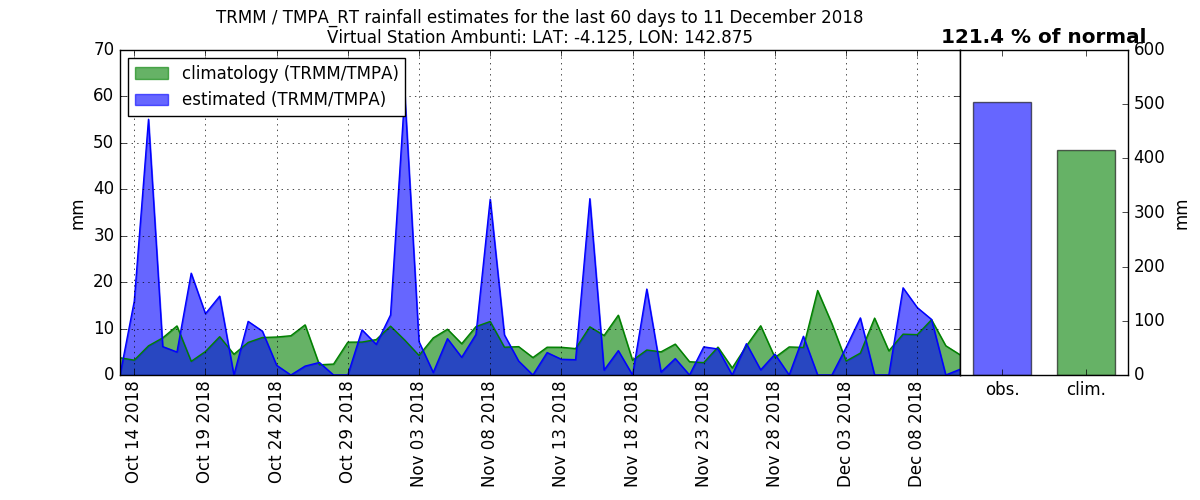 TRMM / TMPA_RT rainfall estimates for the last 60 days to 11 December 2018
Virtual Station Ambunti: LAT: -4.125, LON: 142.875
121.4 % of normal
climatology (TRMM/TMPA)
estimated (TRMM/TMPA)
70
60
50
40
30
20
10
0
mm
Oct 14 2018
Oct 19 2018
Oct 24 2018
Oct 29 2018
Nov 03 2018
Nov 08 2018
Nov 13 2018
Nov 18 2018
Nov 23 2018
Nov 28 2018
Dec 03 2018
Dec 08 2018
600
500
400
300
200
100
0
mm
obs.
clim.